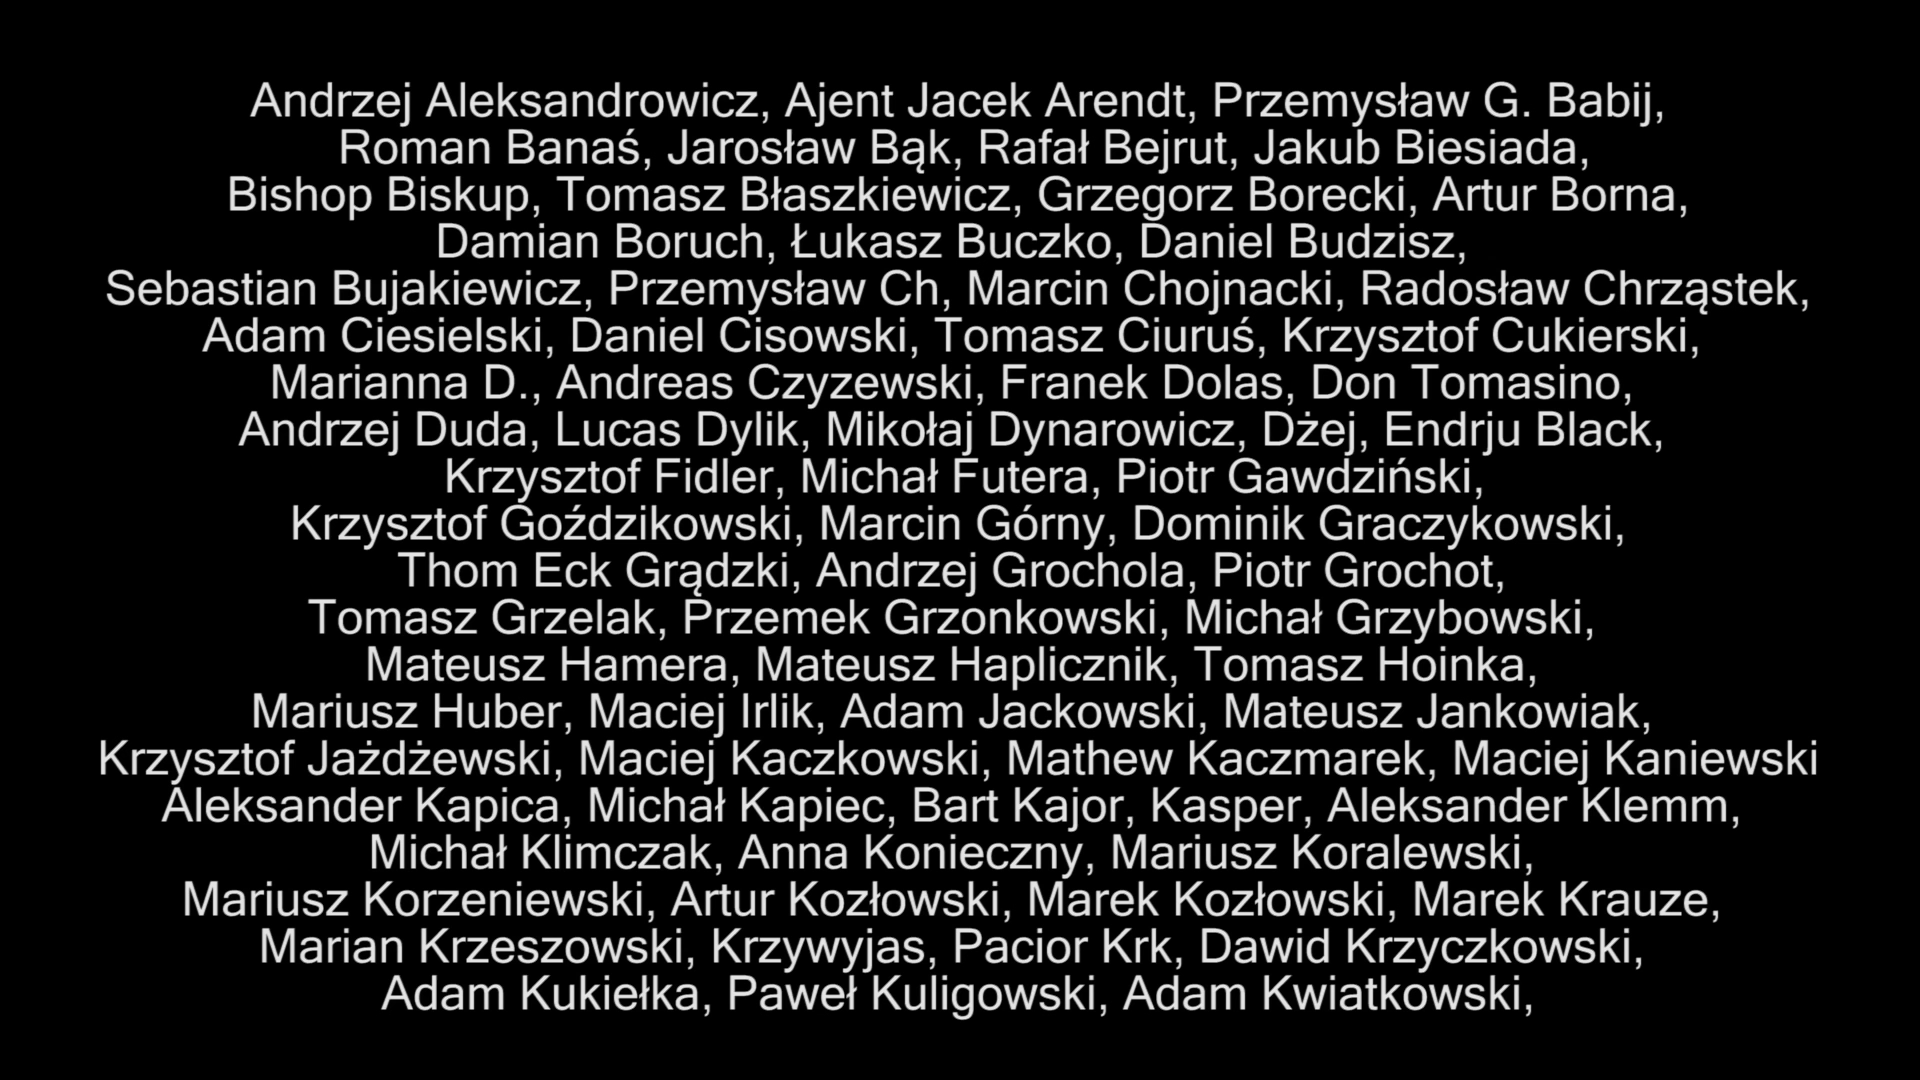 Andrzej Aleksandrowicz, Ajent Jacek Arendt, Przemysław G. Babij,
Roman Banaś, Jarosław Bąk, Rafał Bejrut, Jakub Biesiada,
Bishop Biskup, Tomasz Błaszkiewicz, Grzegorz Borecki, Artur Borna,
Damian Boruch, Łukasz Buczko, Daniel Budzisz,
Sebastian Bujakiewicz, Przemysław Ch, Marcin Chojnacki, Radosław Chrząstek,
Adam Ciesielski, Daniel Cisowski, Tomasz Ciuruś, Krzysztof Cukierski,
Marianna D., Andreas Czyzewski, Franek Dolas, Don Tomasino,
Andrzej Duda, Lucas Dylik, Mikołaj Dynarowicz, Dżej, Endrju Black,
Krzysztof Fidler, Michał Futera, Piotr Gawdziński,
Krzysztof Goździkowski, Marcin Górny, Dominik Graczykowski,
Thom Eck Grądzki, Andrzej Grochola, Piotr Grochot,
Tomasz Grzelak, Przemek Grzonkowski, Michał Grzybowski,
Mateusz Hamera, Mateusz Haplicznik, Tomasz Hoinka,
Mariusz Huber, Maciej Irlik, Adam Jackowski, Mateusz Jankowiak,
Krzysztof Jażdżewski, Maciej Kaczkowski, Mathew Kaczmarek, Maciej Kaniewski
Aleksander Kapica, Michał Kapiec, Bart Kajor, Kasper, Aleksander Klemm,
Michał Klimczak, Anna Konieczny, Mariusz Koralewski,
Mariusz Korzeniewski, Artur Kozłowski, Marek Kozłowski, Marek Krauze,
Marian Krzeszowski, Krzywyjas, Pacior Krk, Dawid Krzyczkowski,
Adam Kukiełka, Paweł Kuligowski, Adam Kwiatkowski,